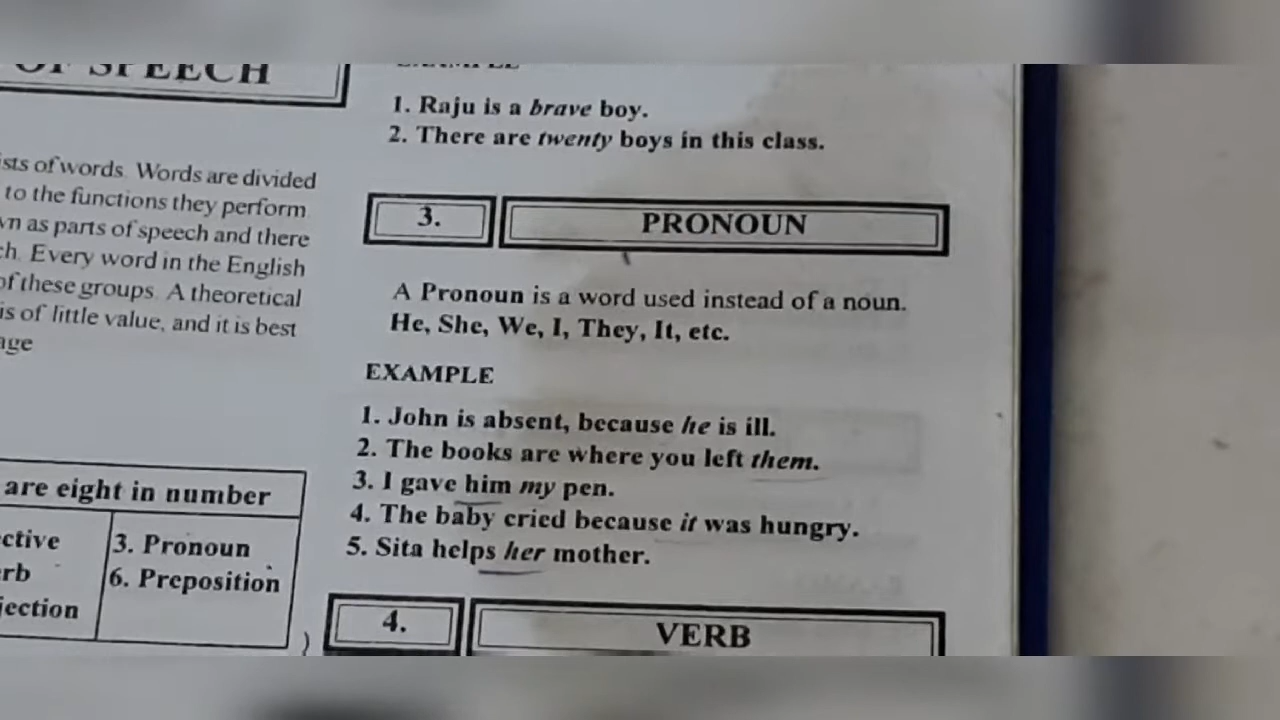 OF SPEECH
sts of words. Words are divided
to the functions they perform
as parts of speech and there
Every word in the English
of these groups. A theoretical
is of little value, and it is best
are eight in number
ctive
3. Pronoun
rb
6. Preposition
jection
EXAMPLE
1. Raju is a brave boy.
2. There are twenty boys in this class.
3.
PRONOUN
A Pronoun is a word used instead of a noun.
He, She, We, I, They, It, etc.
EXAMPLE
1. John is absent, because he is ill.
2. The books are where you left them.
3. I gave him my pen.
4. The baby cried because it was hungry.
5. Sita helps her mother.
4.
VERB